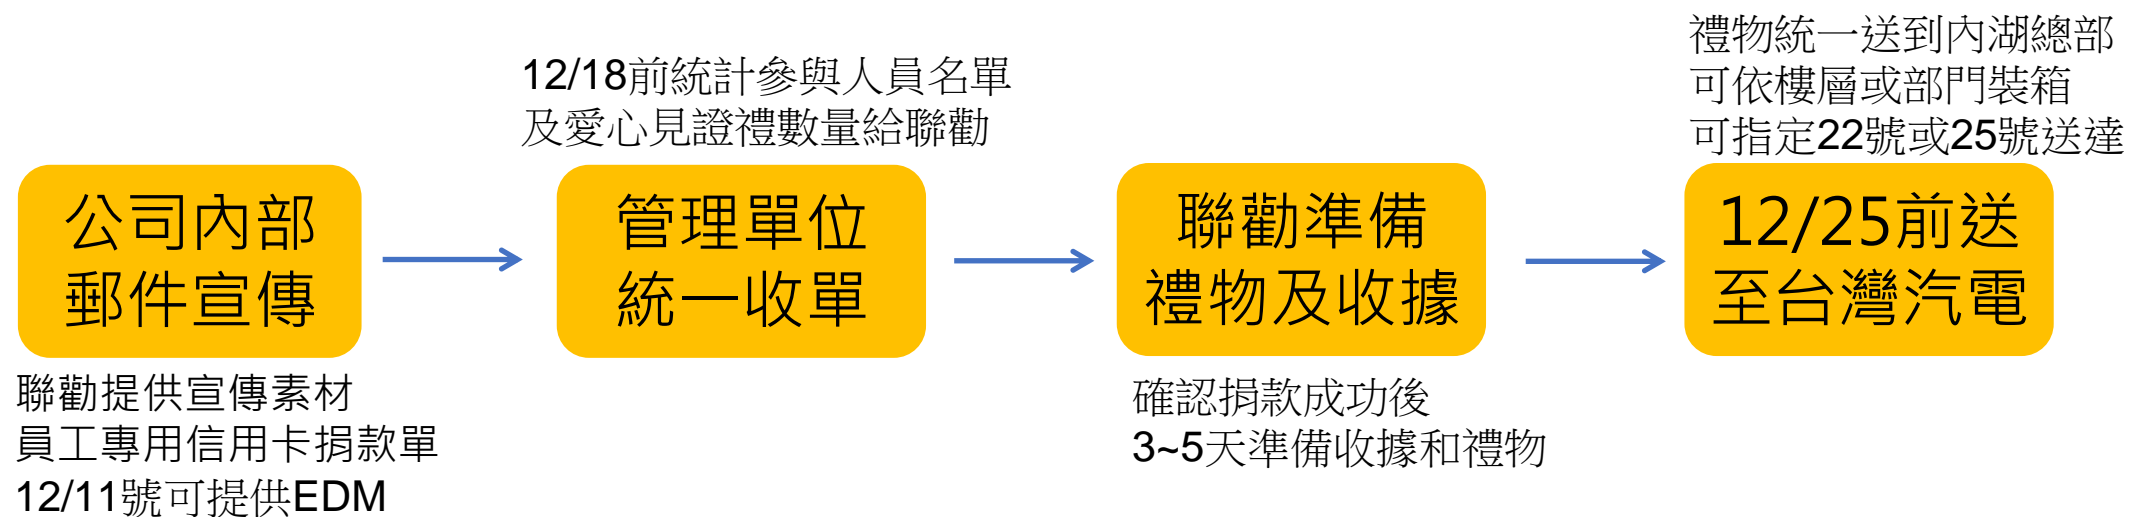 公司內部
郵件宣傳
聯勸提供宣傳素材
員工專用信用卡捐款單
12/11號可提供EDM
12/18前統計參與人員名單
及愛心見證禮數量給聯勸
管理單位
統一收單
聯勸準備
禮物及收據
確認捐款成功後
3~5天準備收據和禮物
禮物統一送到內湖總部
可依樓層或部門裝箱
可指定22號或25號送達
12/25前送
至台灣汽電